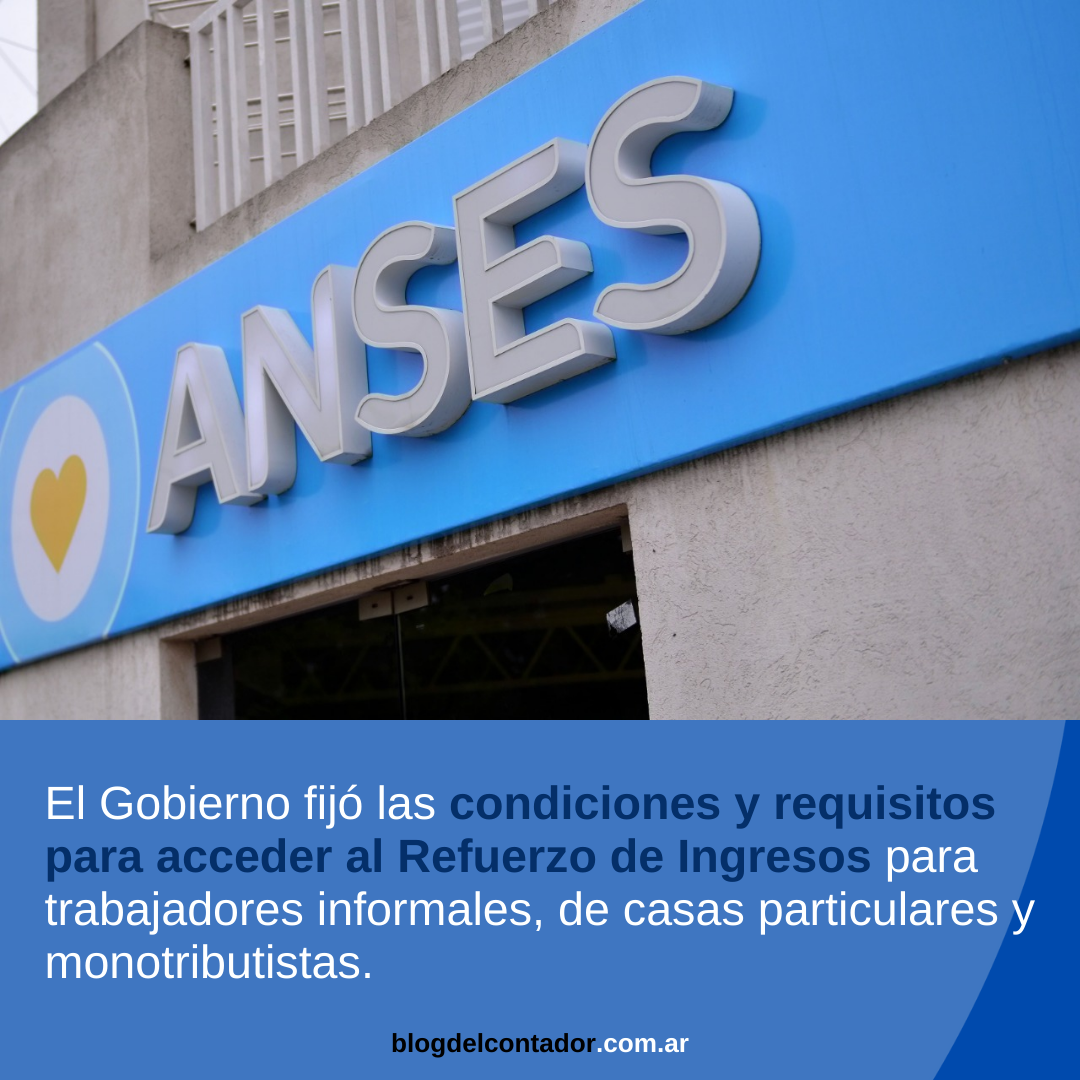 ANSES
El Gobierno fijó las condiciones y requisitos
para acceder al Refuerzo de Ingresos para
trabajadores informales, de casas particulares y
monotributistas.
blogdelcontador.com.ar